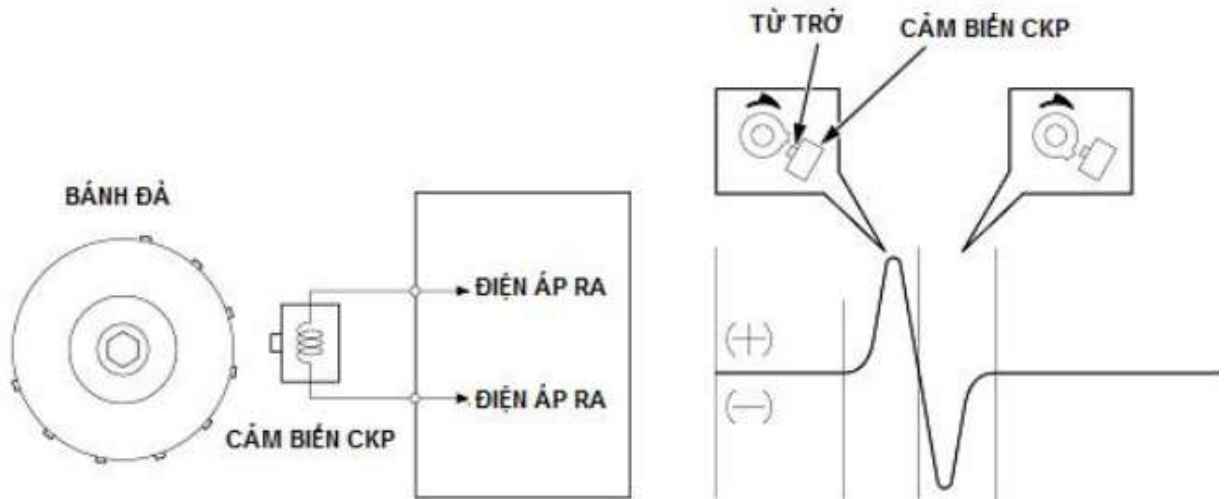 TỪ TRỞ
CẢM BIẾN CKP
BÁNH ĐÀ
ĐIỆN ÁP RA
ĐIỆN ÁP RA
CẢM BIẾN CKP
(+)
(−)